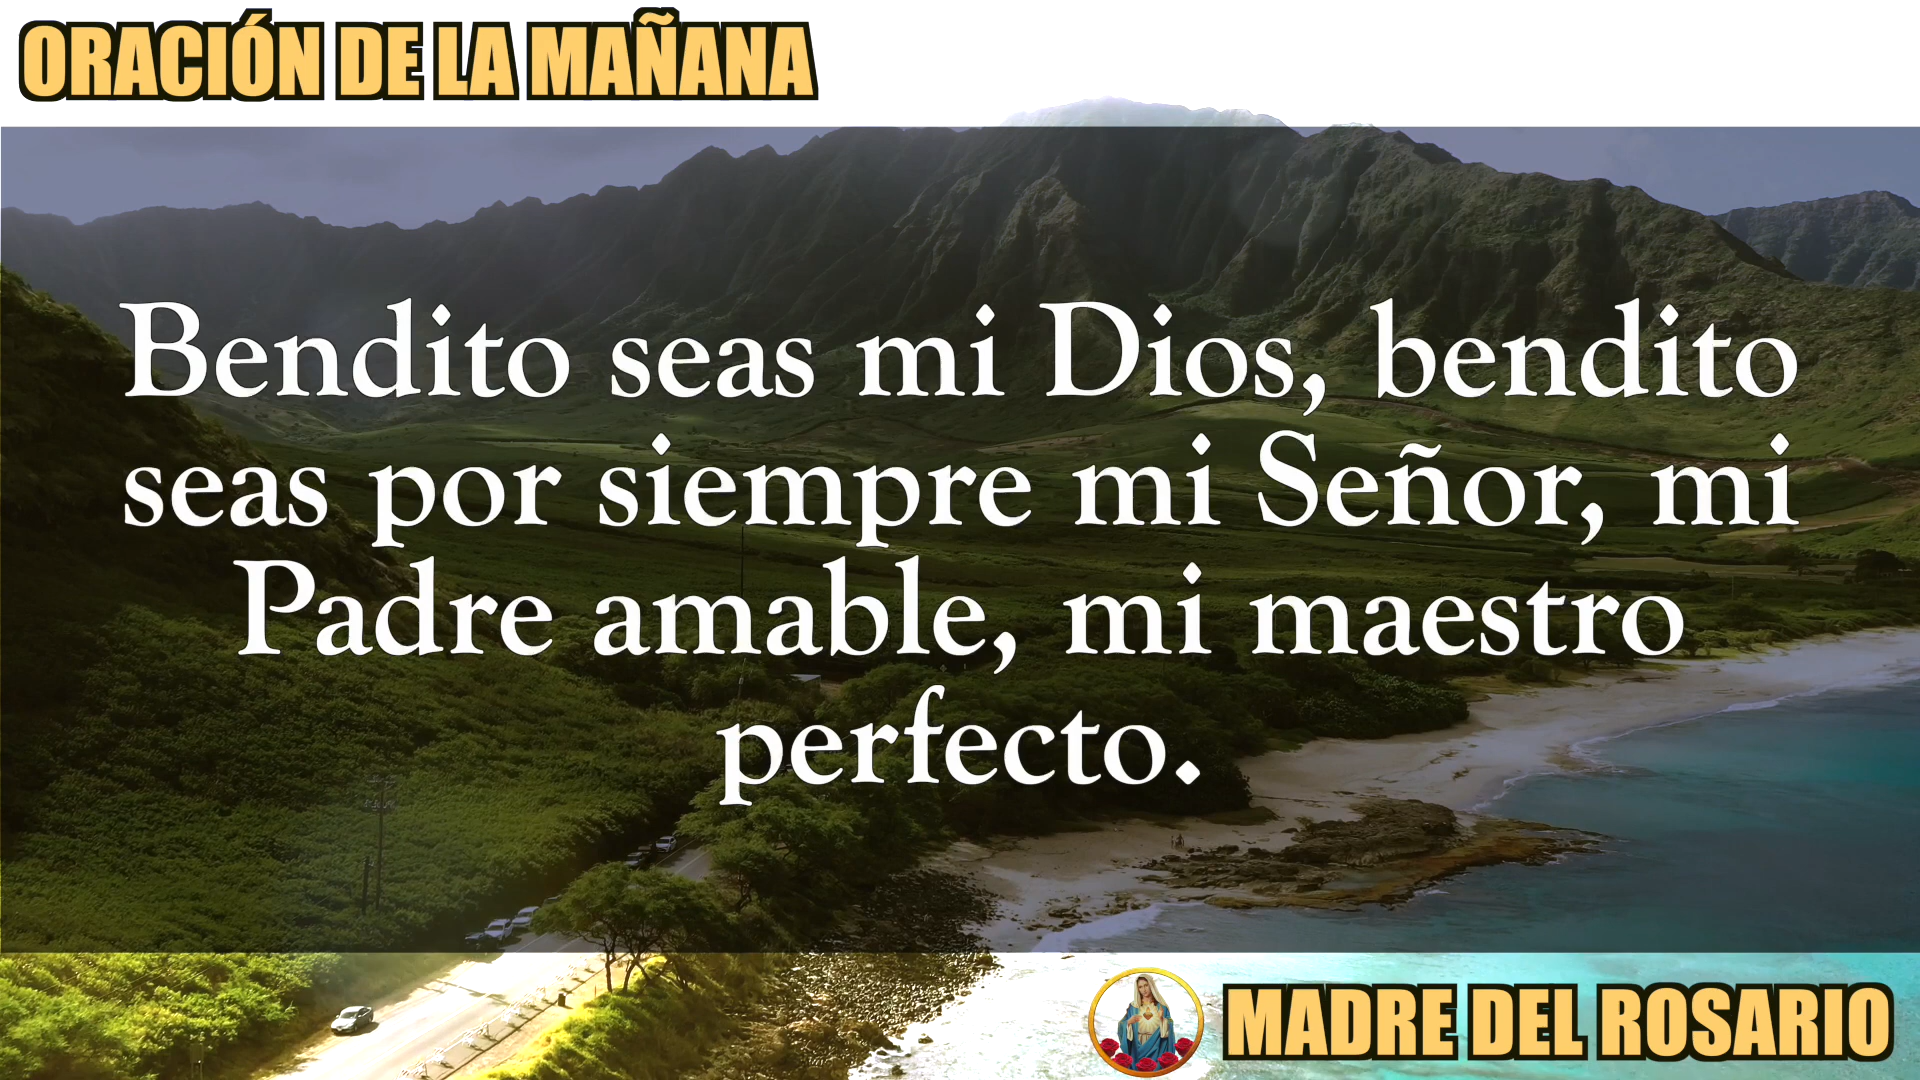 ORACIÓN DE LA MAÑANA
Bendito seas mi Dios, bendito
seas por siempre mi Señor, mi
Padre amable, mi maestro
perfecto.
MADRE DEL ROSARIO